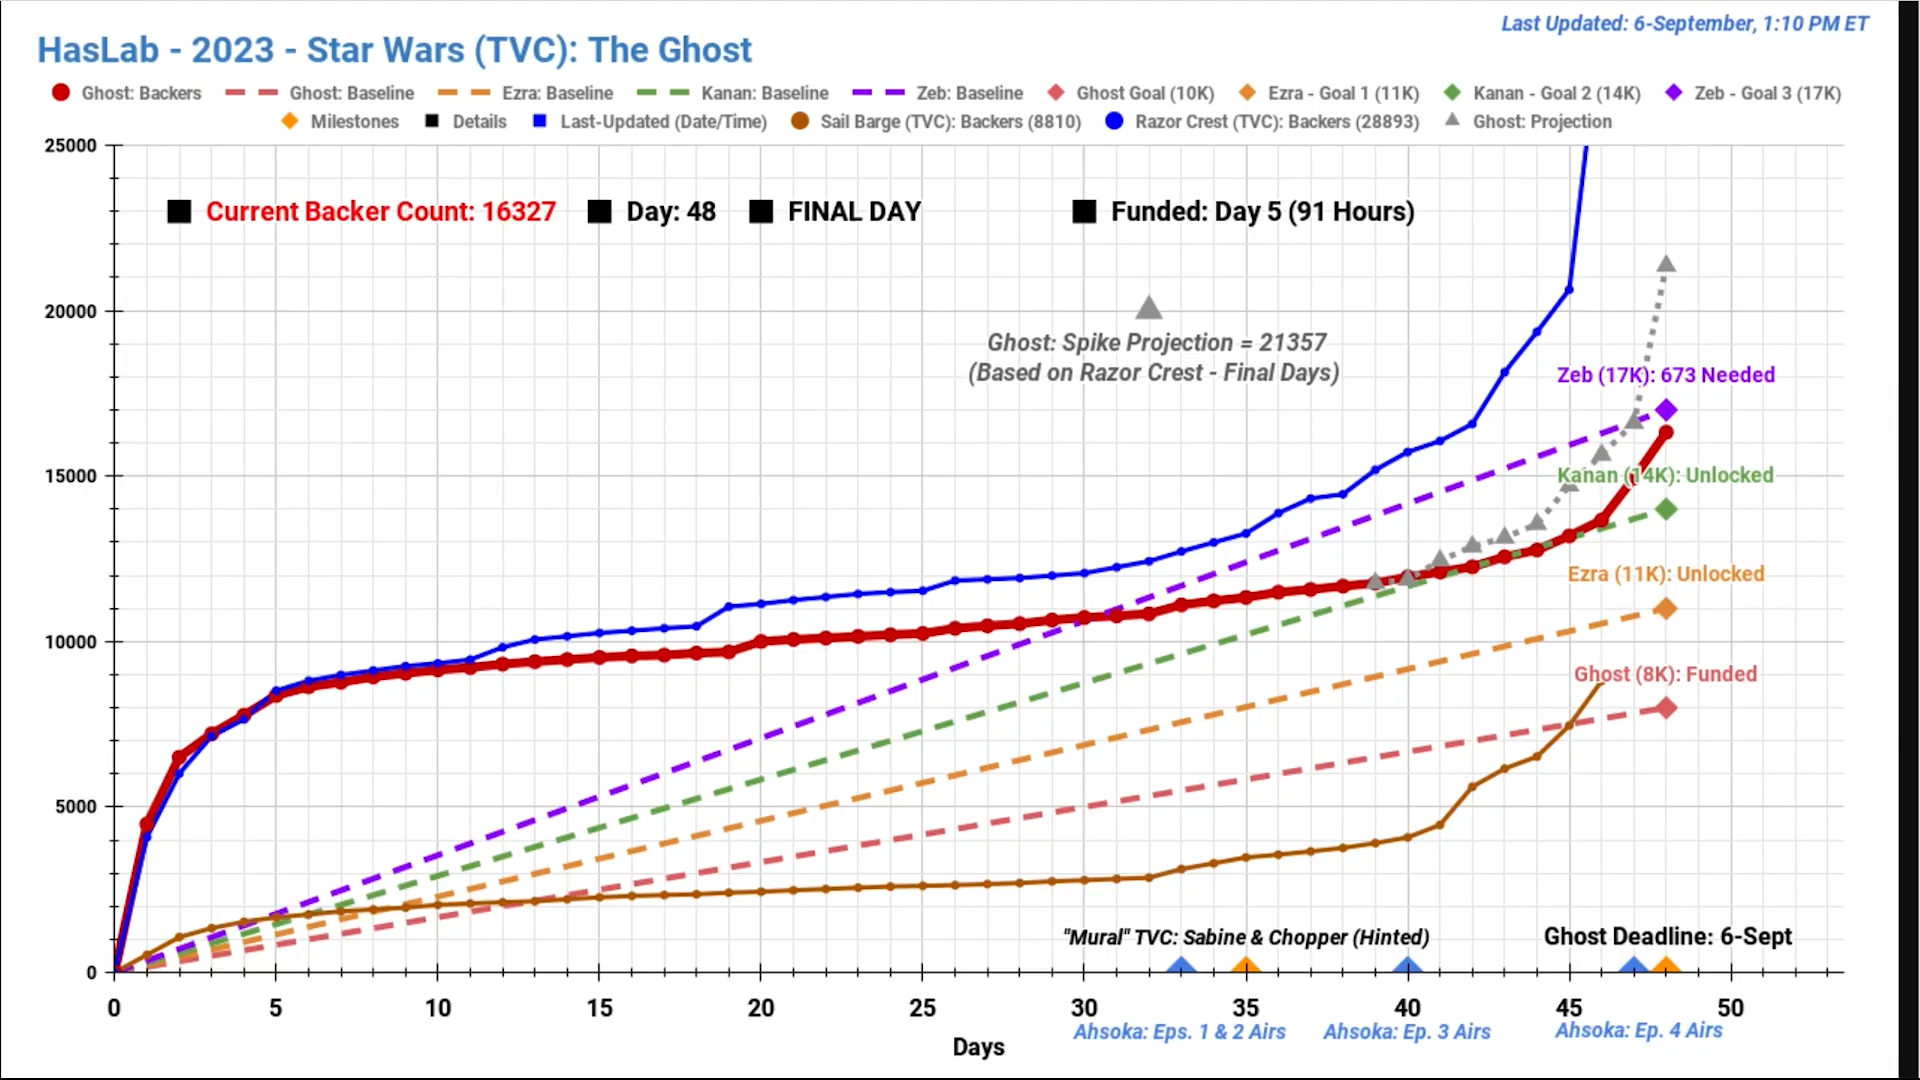 Last Updated: 6-September, 1:10 PM ET
HasLab - 2023 - Star Wars (TVC): The Ghost
Ghost: Backers Ghost: Baseline Ezra: Baseline Kanan: Baseline Zeb: Baseline Ghost Goal (10K) Ezra - Goal 1 (11K) Kanan - Goal 2 (14K) Zeb - Goal 3 (17K)
Milestones Details Last-Updated (Date/Time) Sail Barge (TVC): Backers (8810) Razor Crest (TVC): Backers (28893) Ghost: Projection
25000
Current Backer Count: 16327 Day: 48 FINAL DAY Funded: Day 5 (91 Hours)
20000
Ghost: Spike Projection = 21357
(Based on Razor Crest - Final Days)
Zeb (17K): 673 Needed
15000
Kanan (14K): Unlocked
Ezra (11K): Unlocked
10000
Ghost (8K): Funded
5000
"Mural" TVC: Sabine & Chopper (Hinted) Ghost Deadline: 6-Sept
0
0 5 10 15 20 25 30 35 40 45 50
Ahsoka: Eps. 1 & 2 Airs Ahsoka: Ep. 3 Airs Ahsoka: Ep. 4 Airs
Days